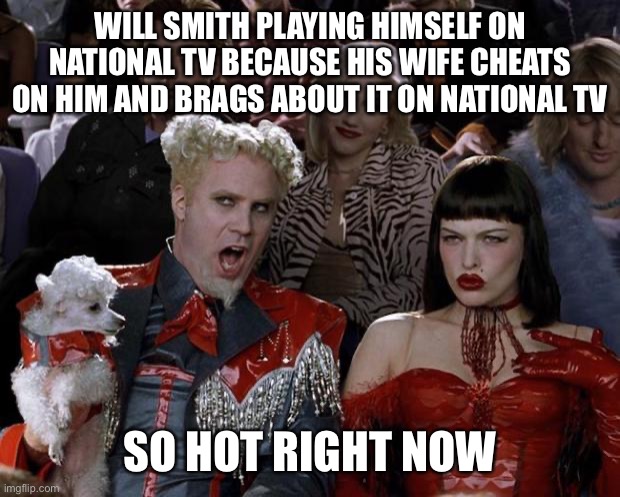 WILL SMITH PLAYING HIMSELF ON
NATIONAL TV BECAUSE HIS WIFE CHEATS
ON HIM AND BRAGS ABOUT IT ON NATIONAL TV
M
SO HOT RIGHT NOW
imgflip.com